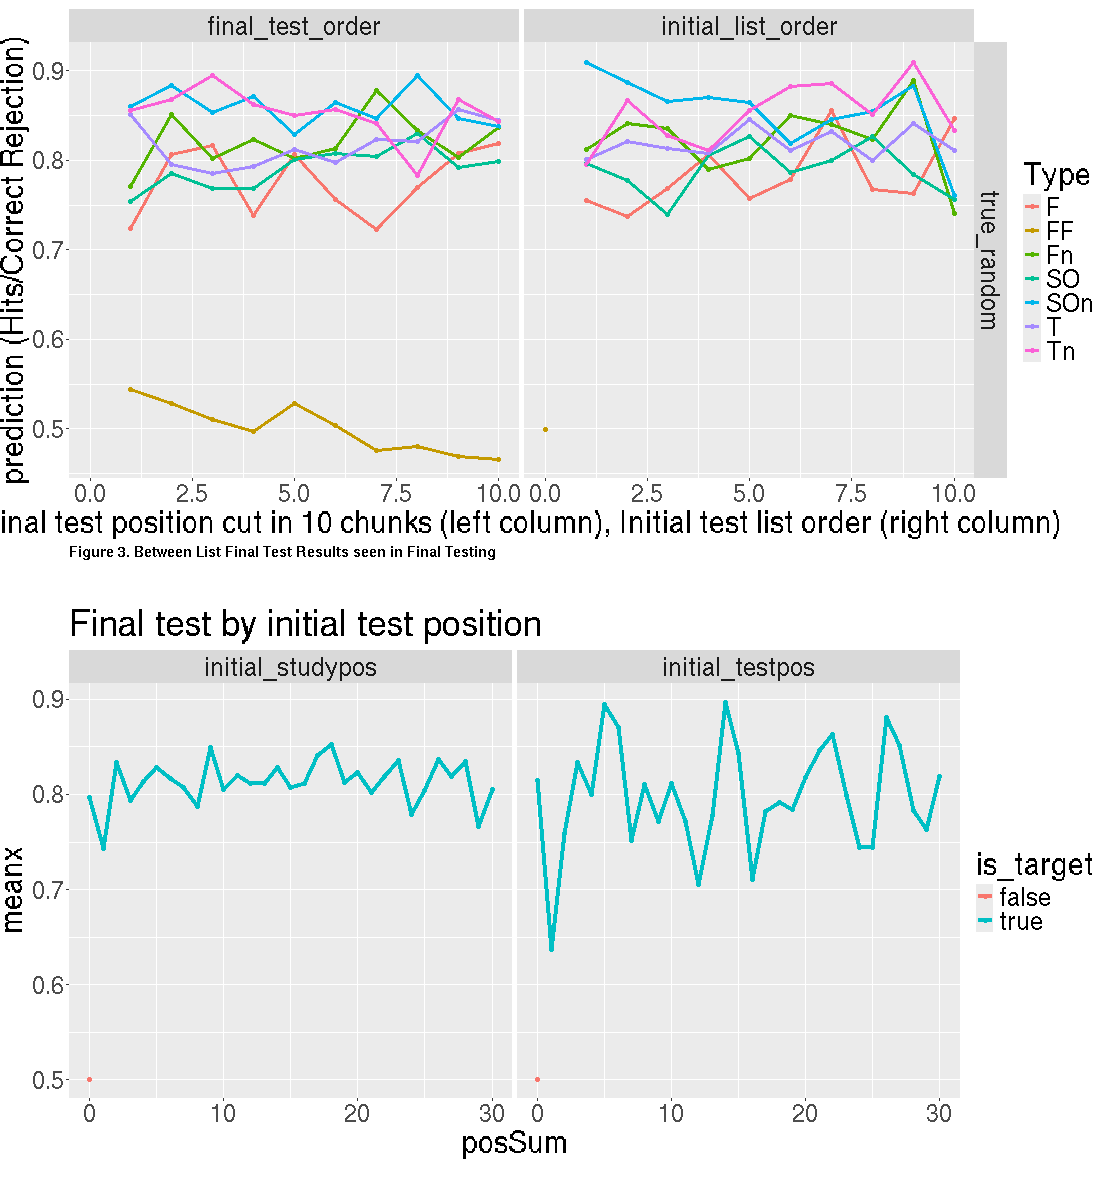 final_test_order initial_list_order
prediction (Hits/Correct Rejection)
0.9
0.8
0.7
0.6
0.5
true_random
Type
F
FF
Fn
SO
SOn
T
Tn
0.0 2.5 5.0 7.5 10.0 0.0 2.5 5.0 7.5 10.0
inal test position cut in 10 chunks (left column), Initial test list order (right column)
Figure 3. Between List Final Test Results seen in Final Testing
Final test by initial test position
initial_studypos initial_testpos
meanx
0.9
0.8
0.7
0.6
0.5
is_target
false
true
0 10 20 30 0 10 20 30
posSum